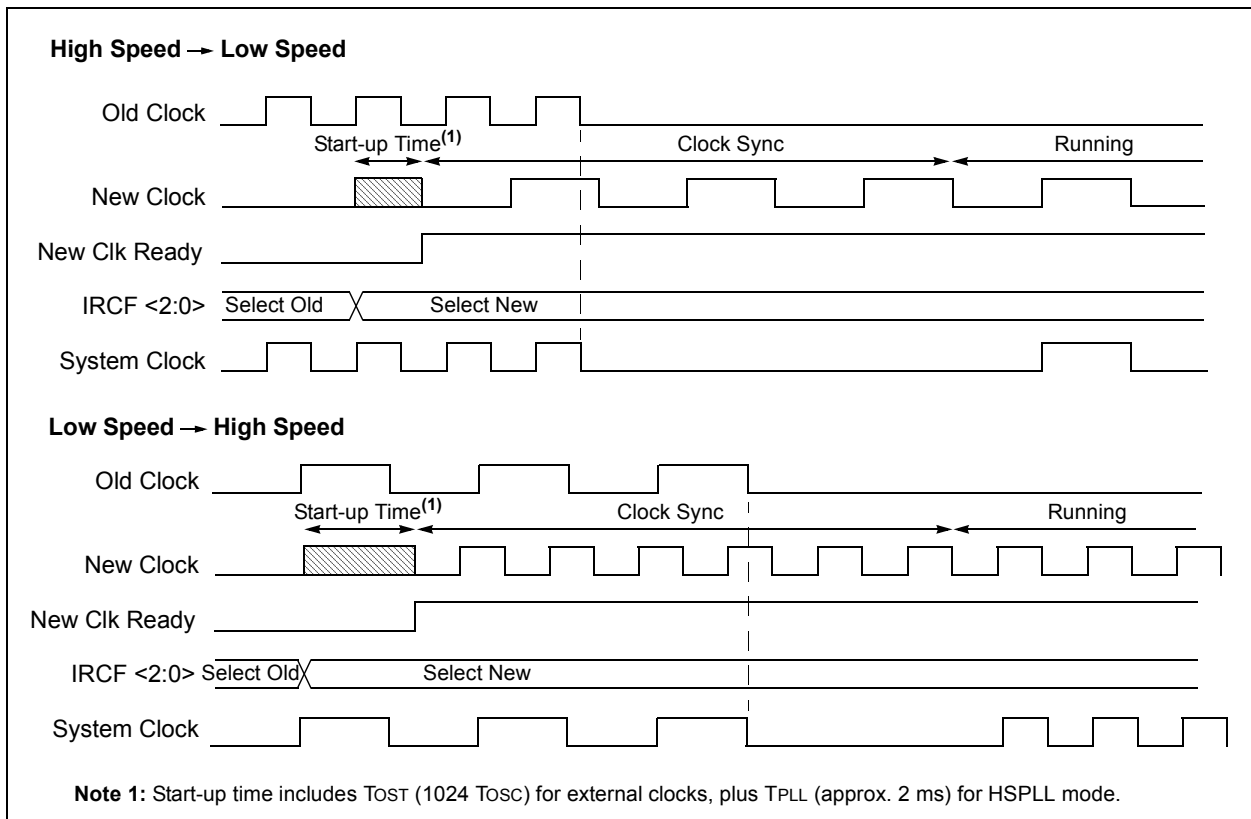 High Speed → Low Speed
Old Clock
Start-up Time(1) Clock Sync Running
New Clock
New Clk Ready
IRCF <2:0> Select Old Select New
System Clock
Low Speed → High Speed
Old Clock
Start-up Time(1) Clock Sync Running
New Clock
New Clk Ready
IRCF <2:0> Select Old Select New
System Clock
Note 1: Start-up time includes TOST (1024 TOSC) for external clocks, plus TPLL (approx. 2 ms) for HSPLL mode.